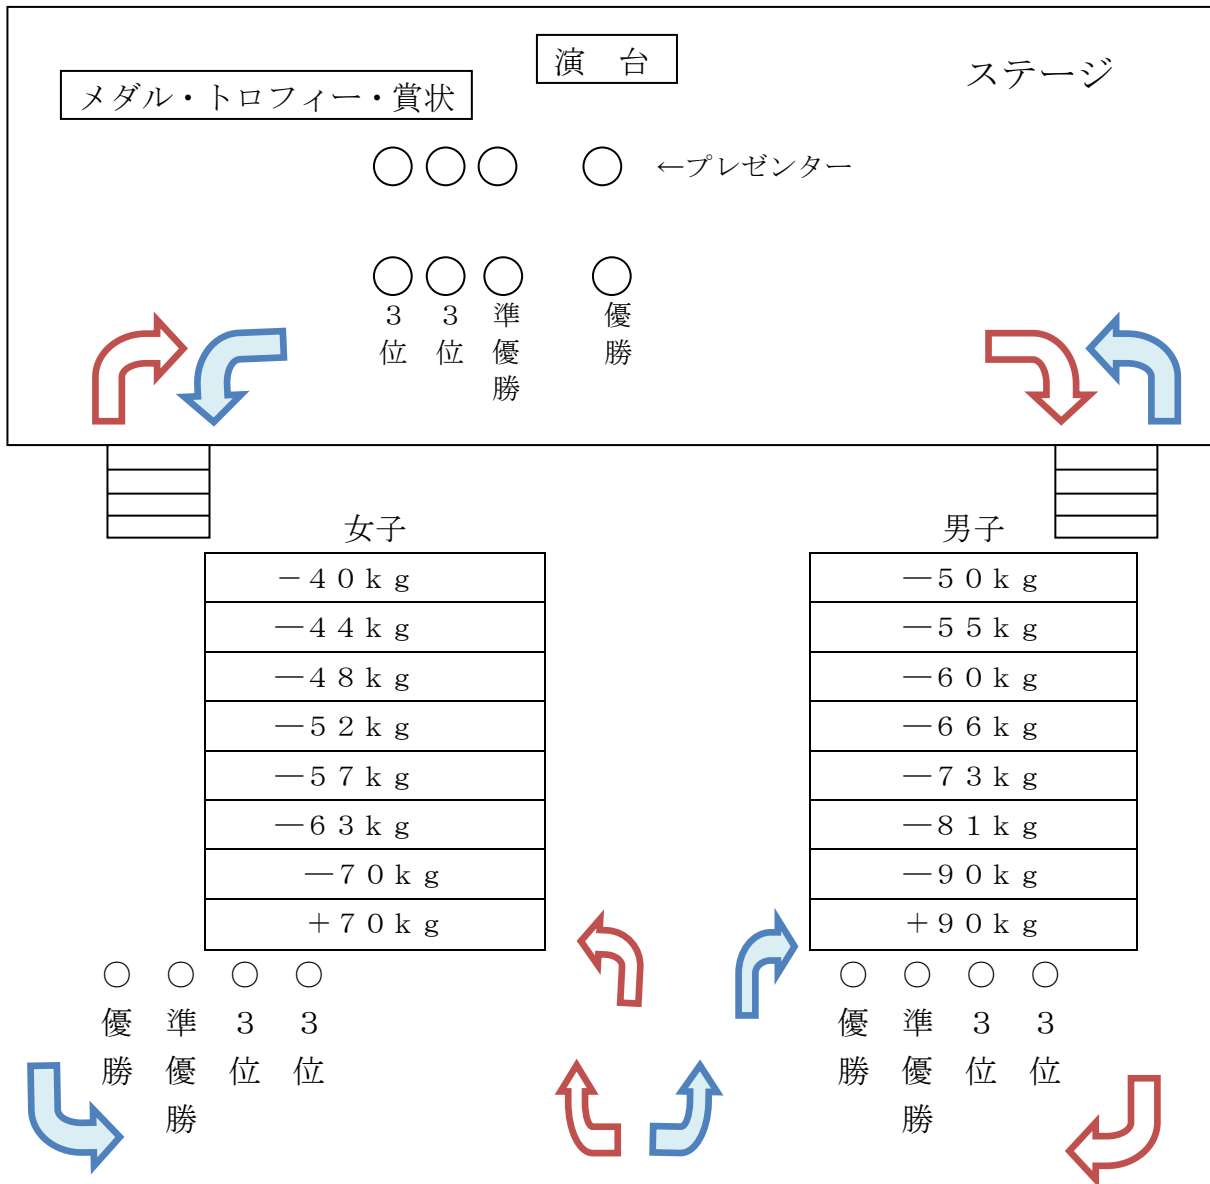 演　台
ステージ
メダル・トロフィー・賞状
←プレゼンター
３位
３位
準優勝
優勝
女子
－４０ｋｇ
―４４ｋｇ
―４８ｋｇ
―５２ｋｇ
―５７ｋｇ
―６３ｋｇ
―７０ｋｇ
＋７０ｋｇ
○優勝
○準優勝
○３位
○３位
男子
―５０ｋｇ
―５５ｋｇ
―６０ｋｇ
―６６ｋｇ
―７３ｋｇ
―８１ｋｇ
―９０ｋｇ
＋９０ｋｇ
○優勝
○準優勝
○３位
○３位